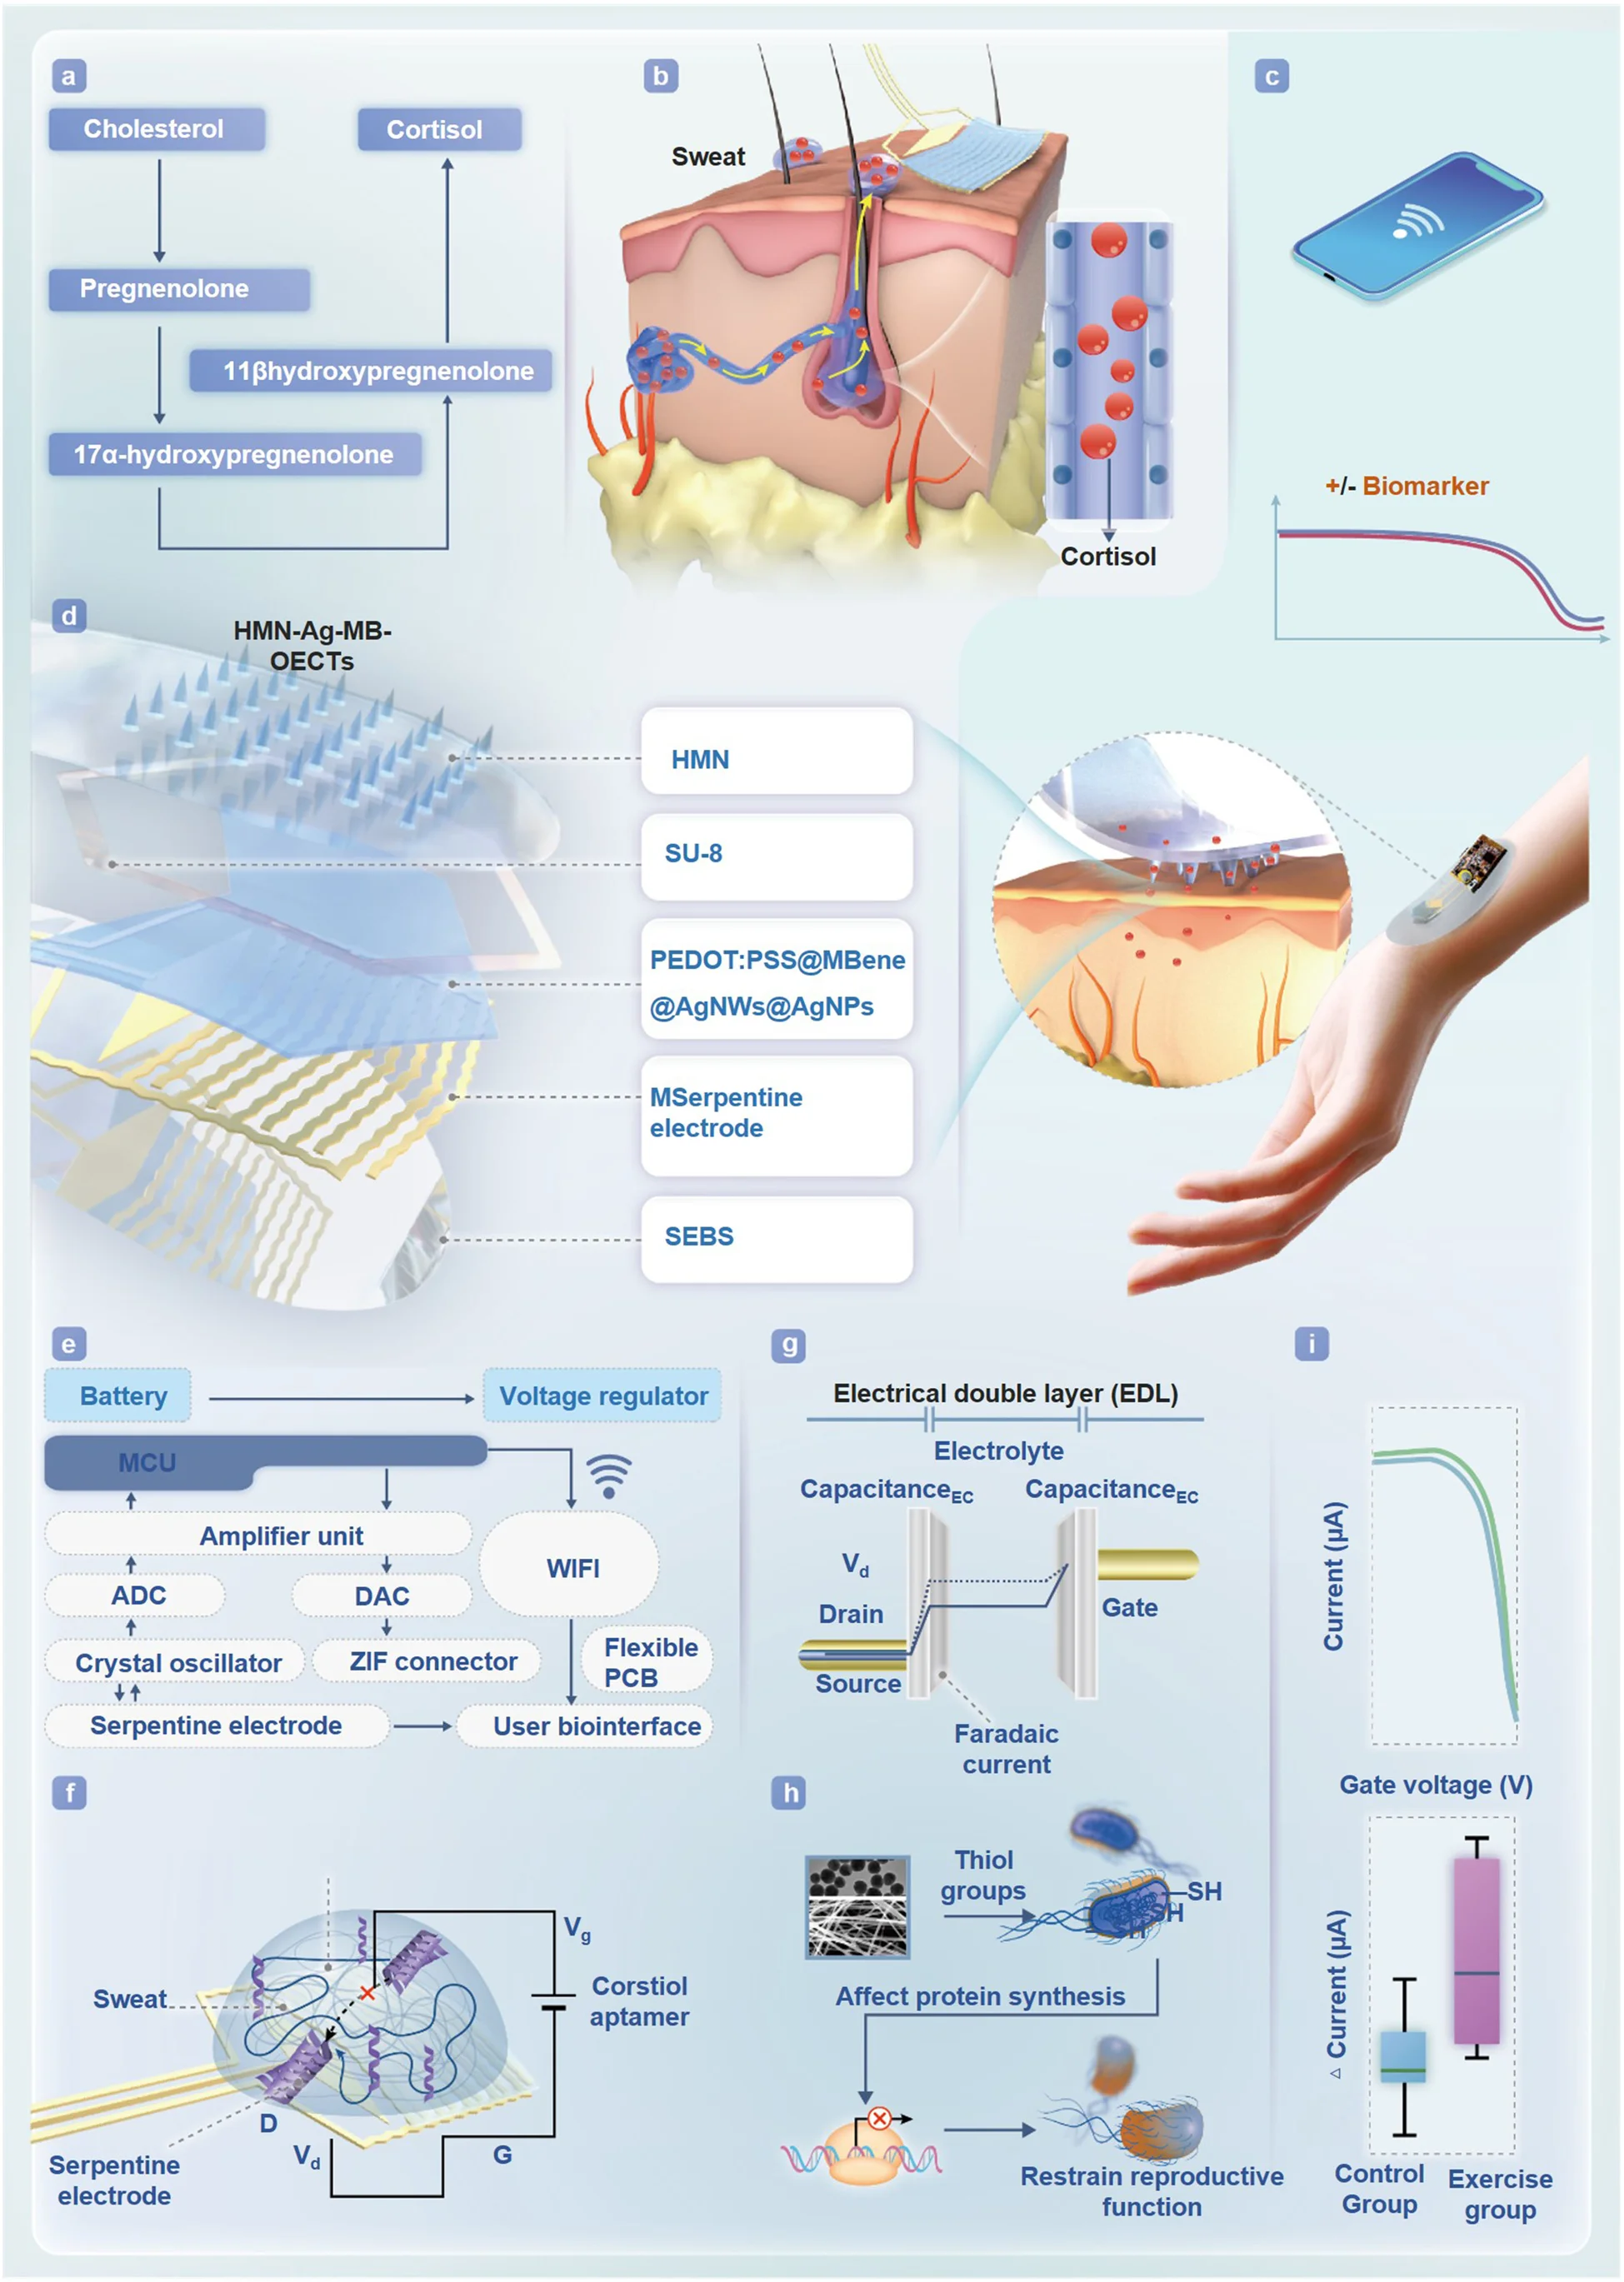 a
Cholesterol
Cortisol
Pregnenolone
11βhydroxypregnenolone
17α-hydroxypregnenolone
b
Sweat
Cortisol
c
+/- Biomarker
d
HMN-Ag-MB-
OECTs
HMN
SU-8
PEDOT:PSS@MBene
@AgNWs@AgNPs
MSerpentine
electrode
SEBS
e
Battery
Voltage regulator
MCU
Amplifier unit
WIFI
ADC
DAC
Crystal oscillator
ZIF connector
Flexible
PCB
Serpentine electrode
User biointerface
f
Vg
Sweat
Corstiol
aptamer
D
Vd
G
Serpentine
electrode
g
Electrical double layer (EDL)
Electrolyte
CapacitanceEC
CapacitanceEC
Vd
Drain
Gate
Source
Faradaic
current
h
Thiol
groups
SH
SH
Affect protein synthesis
Restrain reproductive
function
i
Current (μA)
Gate voltage (V)
△ Current (μA)
Control
Group
Exercise
group